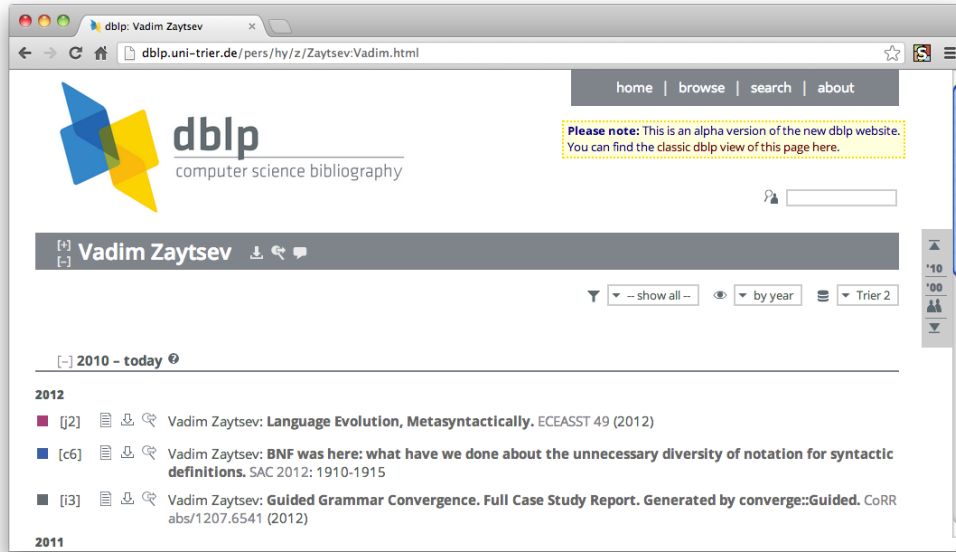 dblp: Vadim Zaytsev
dblp.uni-trier.de/pers/hy/z/Zaytsev:Vadim.html
home | browse | search | about
dblp
computer science bibliography
Please note: This is an alpha version of the new dblp website.
You can find the classic dblp view of this page here.
[+]
[–] Vadim Zaytsev
-- show all --
by year
Trier 2
'10
'00
[–] 2010 – today
2012
[j2] Vadim Zaytsev: Language Evolution, Metasyntactically. ECEASST 49 (2012)
[c6] Vadim Zaytsev: BNF was here: what have we done about the unnecessary diversity of notation for syntactic
definitions. SAC 2012: 1910-1915
[i3] Vadim Zaytsev: Guided Grammar Convergence. Full Case Study Report. Generated by converge::Guided. CoRR
abs/1207.6541 (2012)
2011